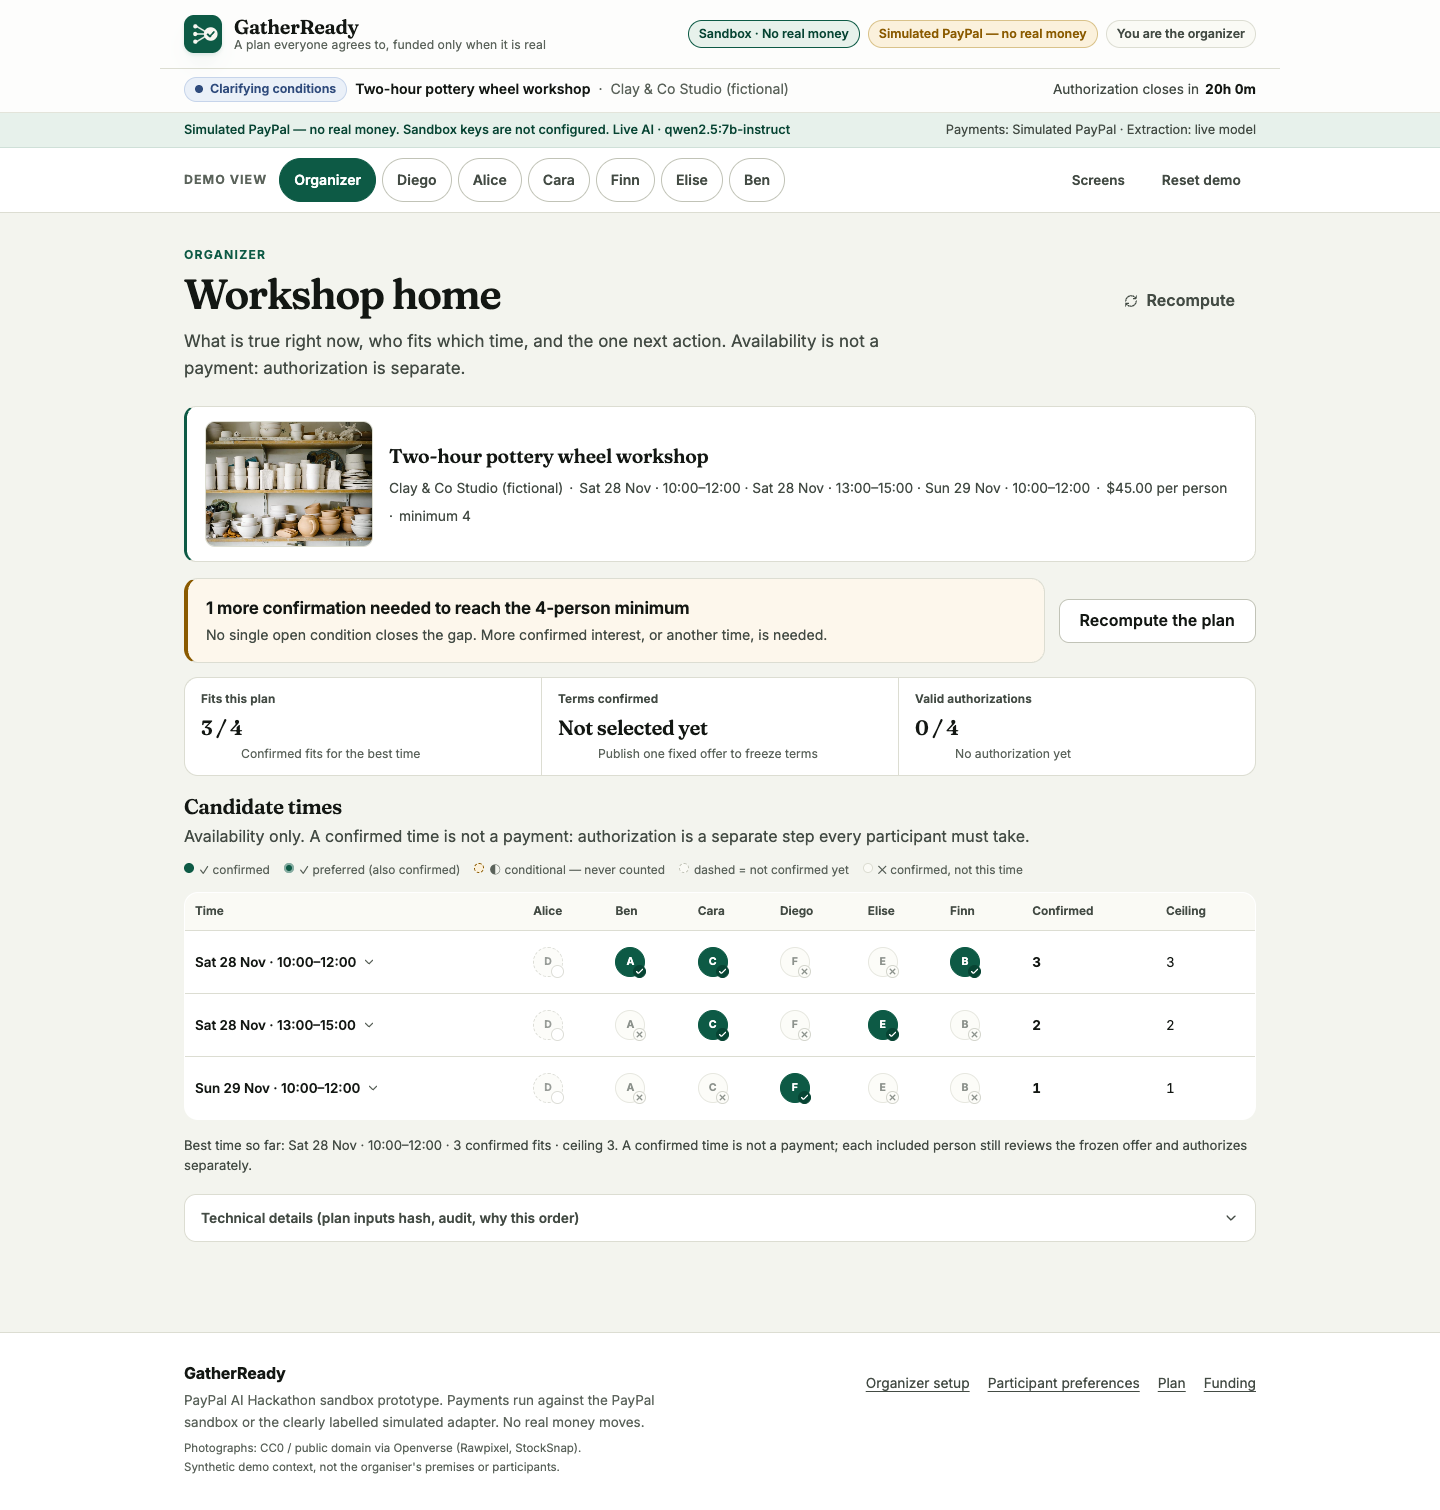 GatherReady
A plan everyone agrees to, funded only when it is real
Sandbox · No real money
Simulated PayPal — no real money
You are the organizer
Clarifying conditions
Two-hour pottery wheel workshop · Clay & Co Studio (fictional)
Authorization closes in 20h 0m
Simulated PayPal — no real money. Sandbox keys are not configured. Live AI · qwen2.5:7b-instruct
Payments: Simulated PayPal · Extraction: live model
DEMO VIEW
Organizer
Diego
Alice
Cara
Finn
Elise
Ben
Screens
Reset demo
ORGANIZER
Workshop home
Recompute
What is true right now, who fits which time, and the one next action. Availability is not a
payment: authorization is separate.
Two-hour pottery wheel workshop
Clay & Co Studio (fictional) · Sat 28 Nov · 10:00–12:00 · Sat 28 Nov · 13:00–15:00 · Sun 29 Nov · 10:00–12:00 · $45.00 per person
· minimum 4
1 more confirmation needed to reach the 4-person minimum
No single open condition closes the gap. More confirmed interest, or another time, is needed.
Recompute the plan
Fits this plan
3 / 4
Confirmed fits for the best time
Terms confirmed
Not selected yet
Publish one fixed offer to freeze terms
Valid authorizations
0 / 4
No authorization yet
Candidate times
Availability only. A confirmed time is not a payment: authorization is a separate step every participant must take.
✓ confirmed
✓ preferred (also confirmed)
◐ conditional — never counted
dashed = not confirmed yet
✕ confirmed, not this time
Time Alice Ben Cara Diego Elise Finn Confirmed Ceiling
Sat 28 Nov · 10:00–12:00 D A C F E B 3 3
Sat 28 Nov · 13:00–15:00 D A C F E B 2 2
Sun 29 Nov · 10:00–12:00 D A C F E B 1 1
Best time so far: Sat 28 Nov · 10:00–12:00 · 3 confirmed fits · ceiling 3. A confirmed time is not a payment; each included person still reviews the frozen offer and authorizes
separately.
Technical details (plan inputs hash, audit, why this order)
GatherReady
PayPal AI Hackathon sandbox prototype. Payments run against the PayPal
sandbox or the clearly labelled simulated adapter. No real money moves.
Photographs: CC0 / public domain via Openverse (Rawpixel, StockSnap).
Synthetic demo context, not the organiser's premises or participants.
Organizer setup
Participant preferences
Plan
Funding